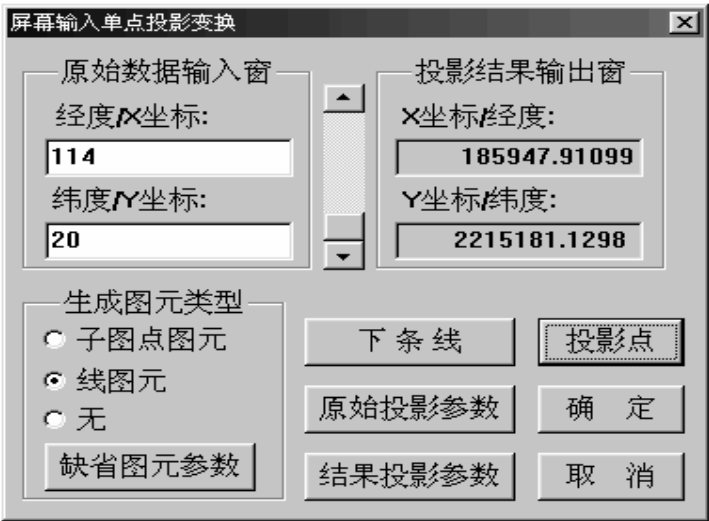 屏幕输入单点投影变换
原始数据输入窗
经度/X坐标:
114
纬度/Y坐标:
20
投影结果输出窗
X坐标/经度:
185947.91099
Y坐标/纬度:
2215181.1298
生成图元类型
子图点图元
线图元
无
缺省图元参数
下条线
投影点
原始投影参数
确 定
结果投影参数
取 消